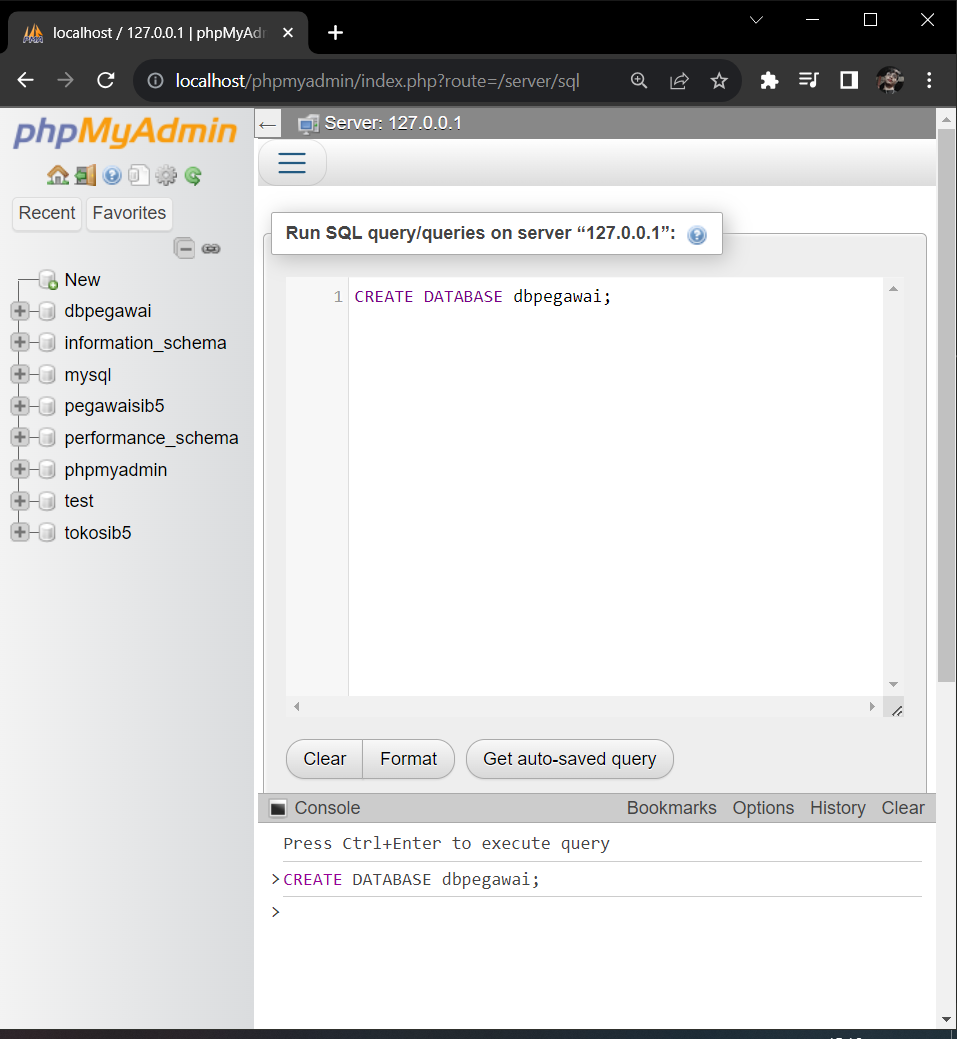 localhost / 127.0.0.1 | phpMyAdn
localhost/phpmyadmin/index.php?route=/server/sql
phpMyAdmin
Server: 127.0.0.1
Recent
Favorites
Run SQL query/queries on server “127.0.0.1”:
New
dbpegawai
information_schema
mysql
pegawaisib5
performance_schema
phpmyadmin
test
tokosib5
1 CREATE DATABASE dbpegawai;
Clear
Format
Get auto-saved query
Console
Bookmarks
Options
History
Clear
Press Ctrl+Enter to execute query
>CREATE DATABASE dbpegawai;
>